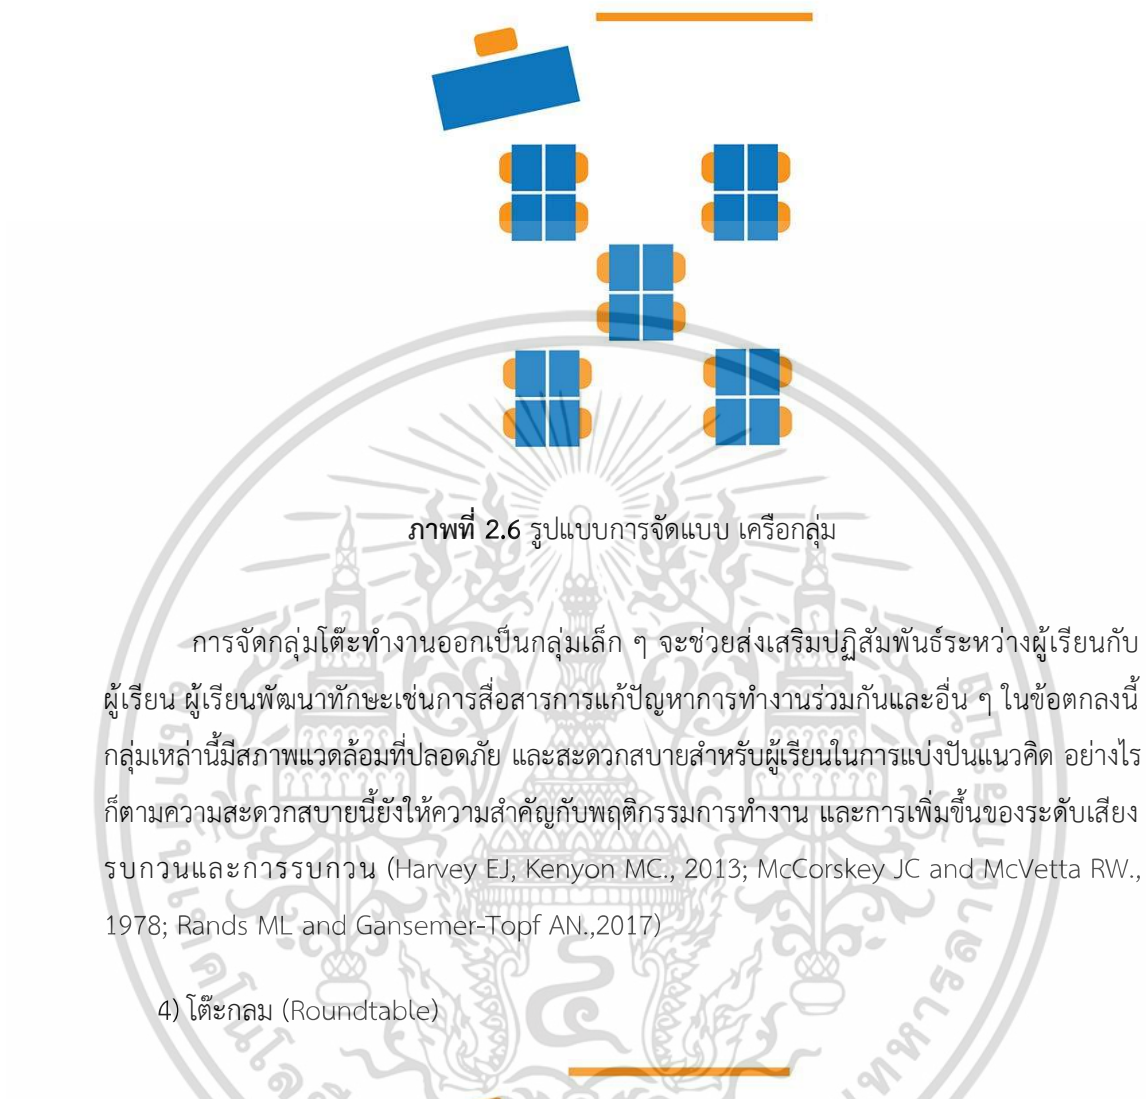 ภาพที่ 2.6 รูปแบบการจัดแบบ เครือกลุ่ม
การจัดกลุ่มโต๊ะทำงานออกเป็นกลุ่มเล็ก ๆ จะช่วยส่งเสริมปฏิสัมพันธ์ระหว่างผู้เรียนกับ
ผู้เรียน ผู้เรียนพัฒนาทักษะเช่นการสื่อสารการแก้ปัญหาการทำงานร่วมกันและอื่น ๆ ในข้อตกลงนี้
กลุ่มเหล่านี้มีสภาพแวดล้อมที่ปลอดภัย และสะดวกสบายสำหรับผู้เรียนในการแบ่งปันแนวคิด อย่างไร
ก็ตามความสะดวกสบายนี้ยังให้ความสำคัญกับพฤติกรรมการทำงาน และการเพิ่มขึ้นของระดับเสียง
รบกวนและการรบกวน (Harvey EJ, Kenyon MC., 2013; McCorskey JC and McVetta RW.,
1978; Rands ML and Gansemer-Topf AN.,2017)
4) โต๊ะกลม (Roundtable)